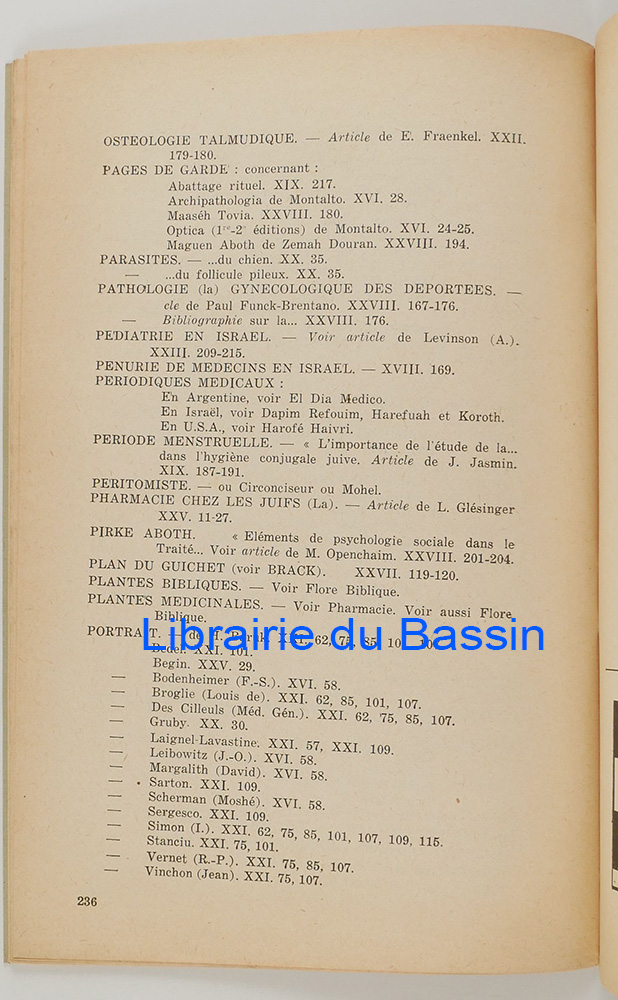 OSTEOLOGIE TALMUDIQUE. — Article de E. Fraenkel. XXII.
179-180.
PAGES DE GARDE : concernant :
Abattage rituel. XIX. 217.
Archipathologia de Montalto. XVI. 28.
Maaséh Tovia. XXVIII. 180.
Optica (1re-2e éditions) de Montalto. XVI. 24-25.
Maguen Aboth de Zemah Douran. XXVIII. 194.
PARASITES. — ...du chien. XX. 35.
— ...du follicule pileux. XX. 35.
PATHOLOGIE (la) GYNECOLOGIQUE DES DEPORTEES. —
cle de Paul Funck-Brentano. XXVIII. 167-176.
— Bibliographie sur la... XXVIII. 176.
PEDIATRIE EN ISRAEL. — Voir article de Levinson (A.).
XXIII. 209-215.
PENURIE DE MEDECINS EN ISRAEL. — XVIII. 169.
PERIODIQUES MEDICAUX :
En Argentine, voir El Dia Medico.
En Israël, voir Dapim Refouim, Harefuah et Koroth.
En U.S.A., voir Harofé Haivri.
PERIODE MENSTRUELLE. — « L'importance de l'étude de la...
dans l'hygiène conjugale juive. Article de J. Jasmin.
XIX. 187-191.
PERITOMISTE. — ou Circonciseur ou Mohel.
PHARMACIE CHEZ LES JUIFS (La). — Article de L. Glésinger
XXV. 11-27.
PIRKE ABOTH. « Eléments de psychologie sociale dans le
Traité... Voir article de M. Openchaim. XXVIII. 201-204.
PLAN DU GUICHET (voir BRACK). XXVII. 119-120.
PLANTES BIBLIQUES. — Voir Flore Biblique.
PLANTES MEDICINALES. — Voir Pharmacie. Voir aussi Flore
Biblique.
PORTRAIT. — de H. XXI. 62, 75, 85,
Librairie du Bassin
XXI. 101.
Begin. XXV. 29.
— Bodenheimer (F.-S.). XVI. 58.
— Broglie (Louis de). XXI. 62, 85, 101, 107.
— Des Cilleuls (Méd. Gén.). XXI. 62, 75, 85, 107.
— Gruby. XX. 30.
— Laignel-Lavastine. XXI. 57, XXI. 109.
— Leibowitz (J.-O.). XVI. 58.
— Margalith (David). XVI. 58.
— Sarton. XXI. 109.
— Scherman (Moshé). XVI. 58.
— Sergesco. XXI. 109.
— Simon (I.). XXI. 62, 75, 85, 101, 107, 109, 115.
— Stanciu. XXI. 75, 101.
— Vernet (R.-P.). XXI. 75, 85, 107.
— Vinchon (Jean). XXI. 75, 107.
236